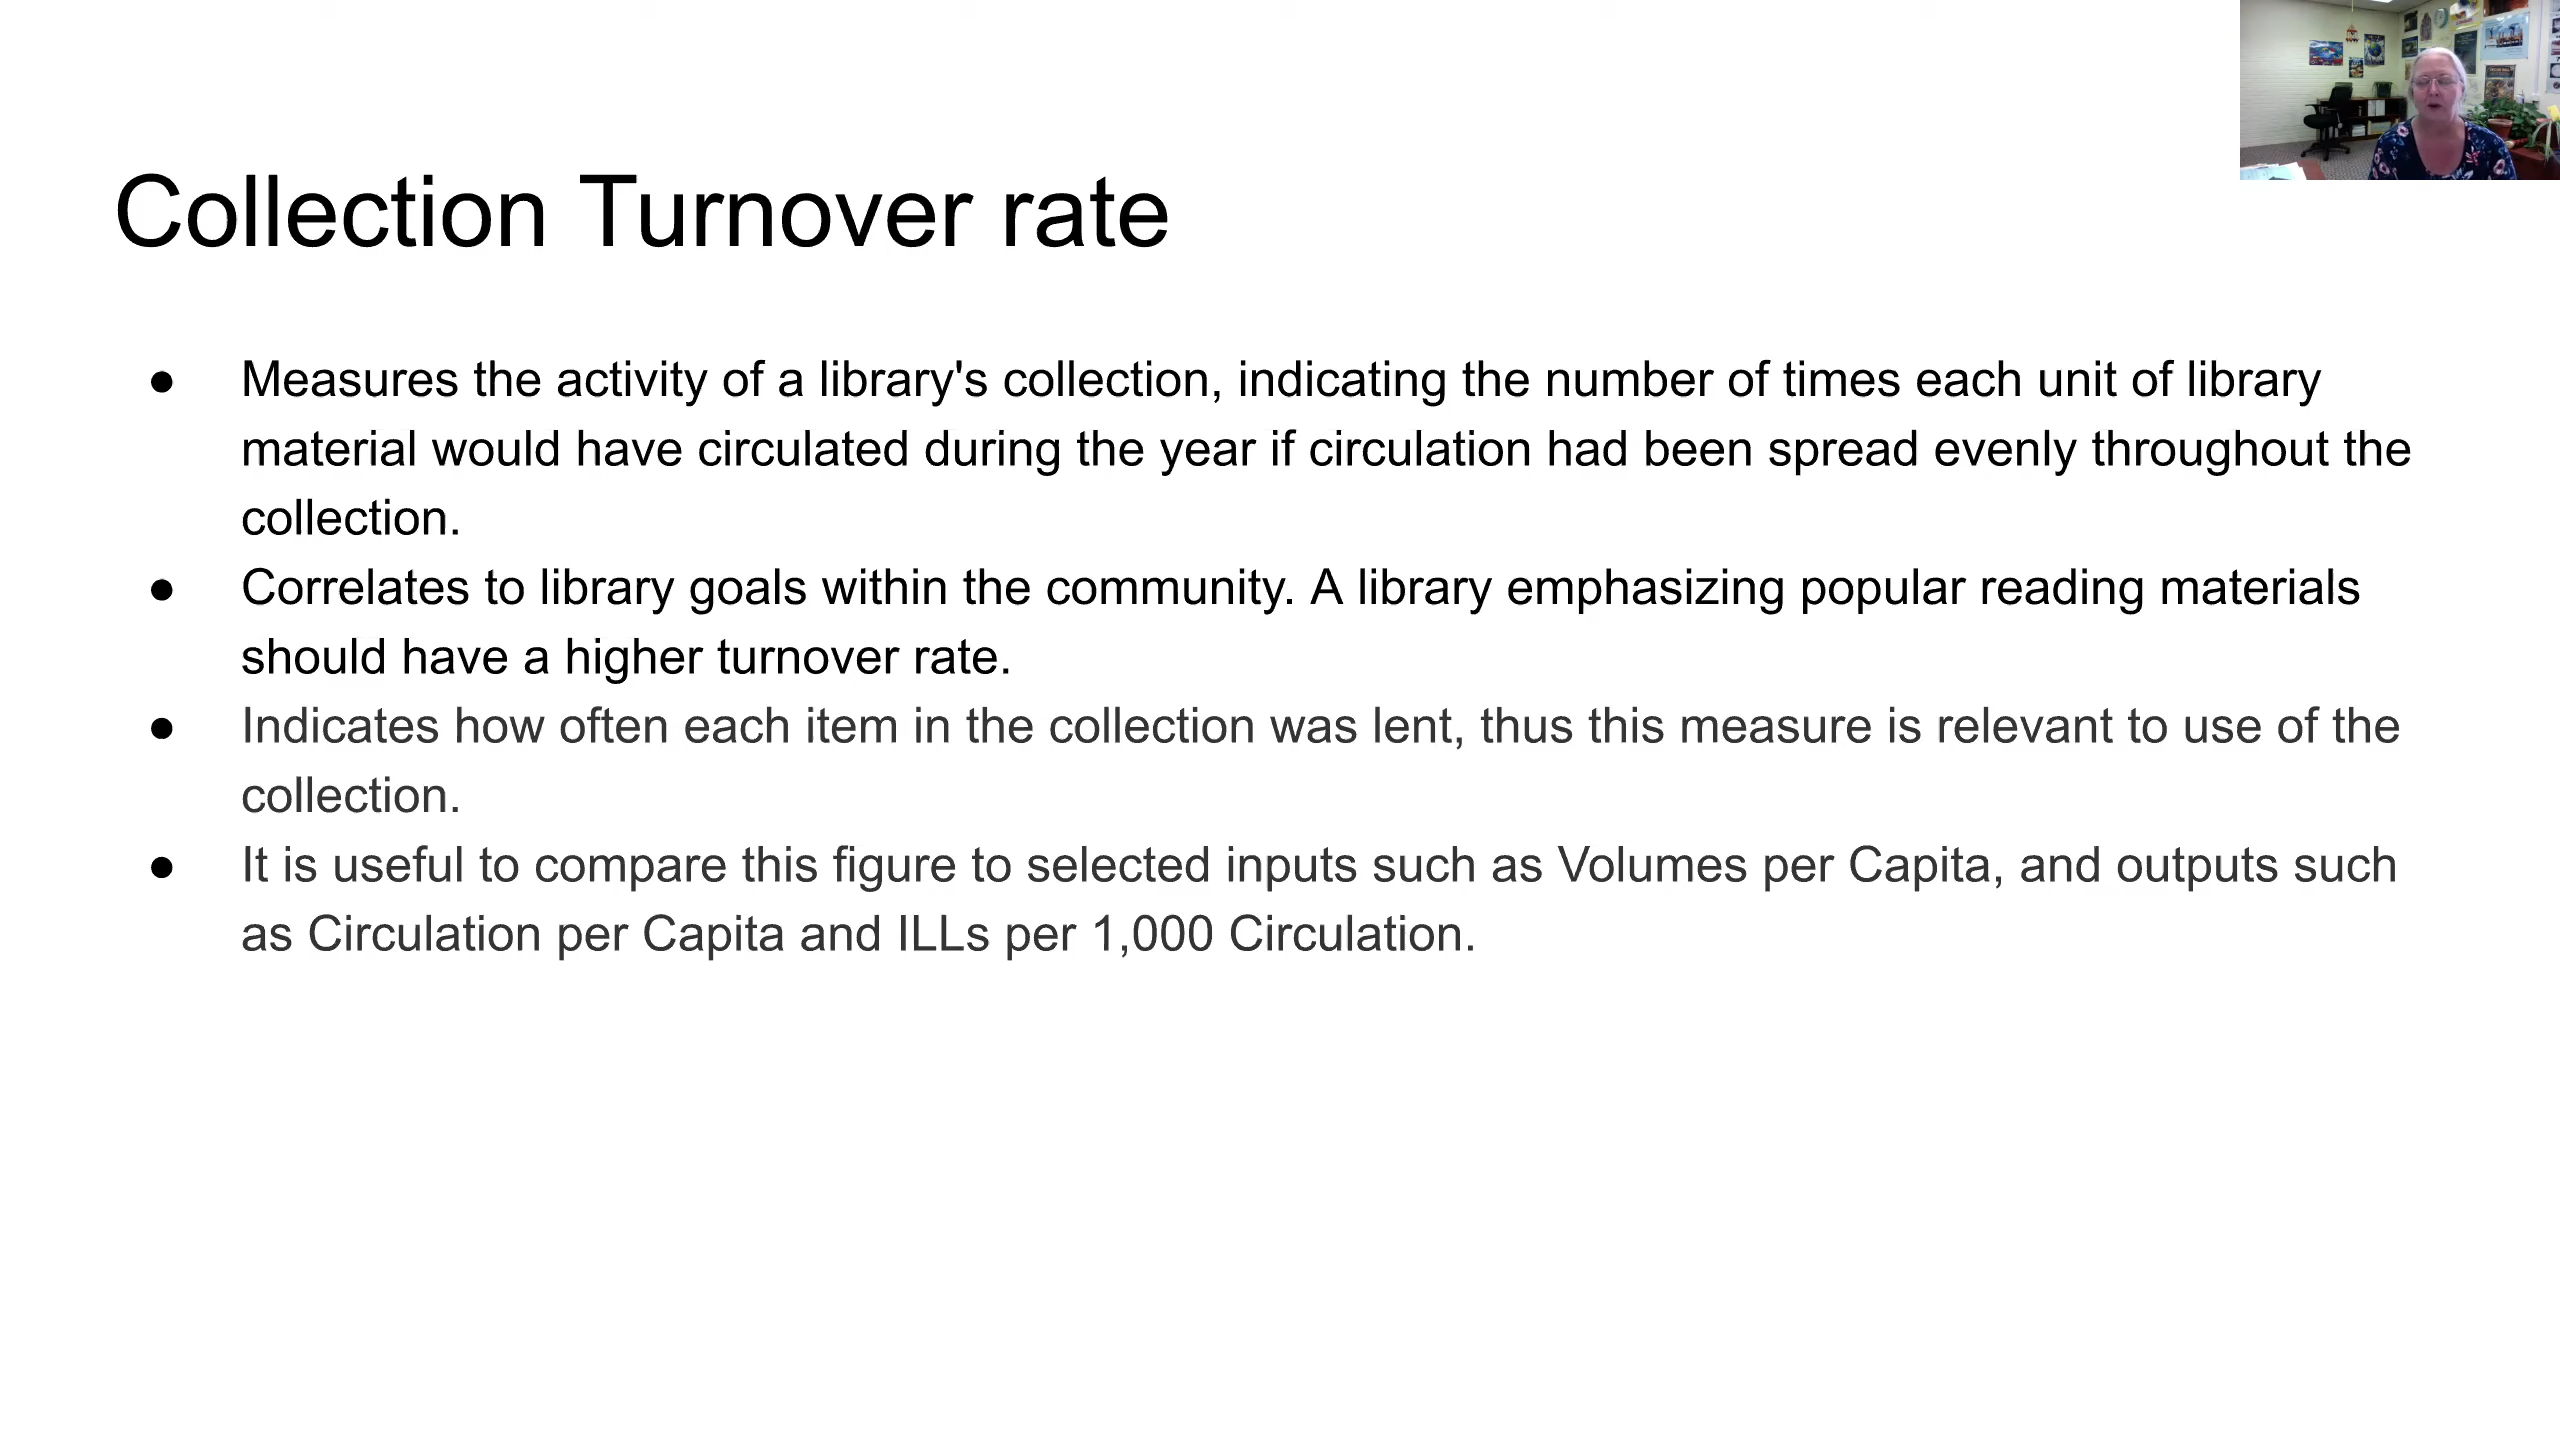 Collection Turnover rate
● Measures the activity of a library's collection, indicating the number of times each unit of library
material would have circulated during the year if circulation had been spread evenly throughout the
collection.
● Correlates to library goals within the community. A library emphasizing popular reading materials
should have a higher turnover rate.
● Indicates how often each item in the collection was lent, thus this measure is relevant to use of the
collection.
● It is useful to compare this figure to selected inputs such as Volumes per Capita, and outputs such
as Circulation per Capita and ILLs per 1,000 Circulation.